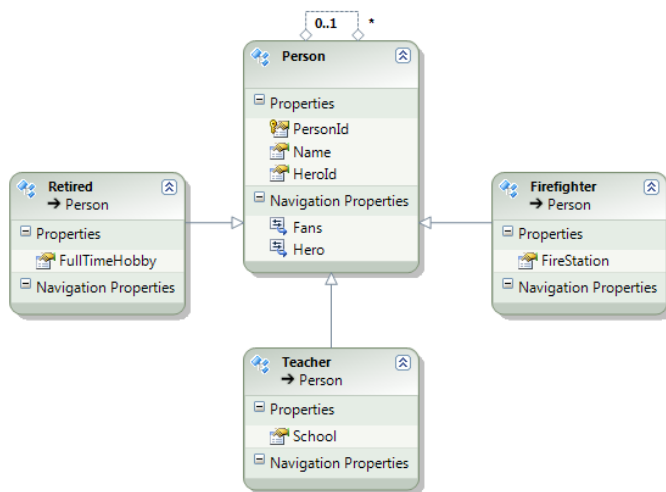 0..1 *
Person
Properties
PersonId
Name
HeroId
Navigation Properties
Fans
Hero
Retired
→ Person
Properties
FullTimeHobby
Navigation Properties
Firefighter
→ Person
Properties
FireStation
Navigation Properties
Teacher
→ Person
Properties
School
Navigation Properties